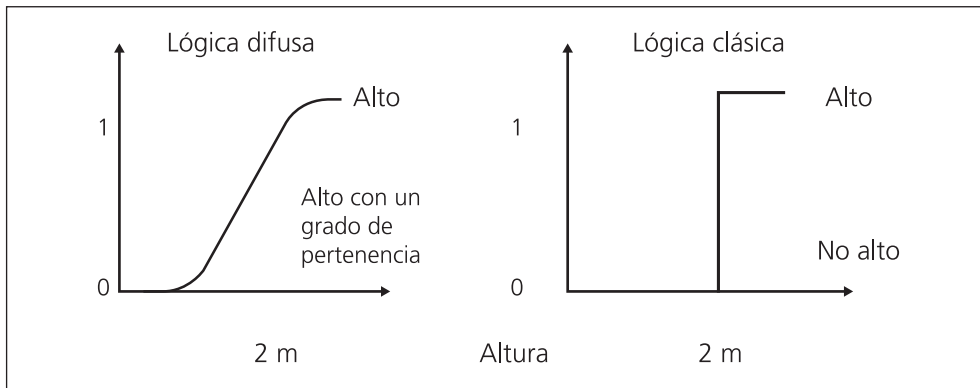 Lógica difusa
Alto
1
Alto con un
grado de
pertenencia
0
2 m
Altura
Lógica clásica
Alto
1
No alto
0
2 m